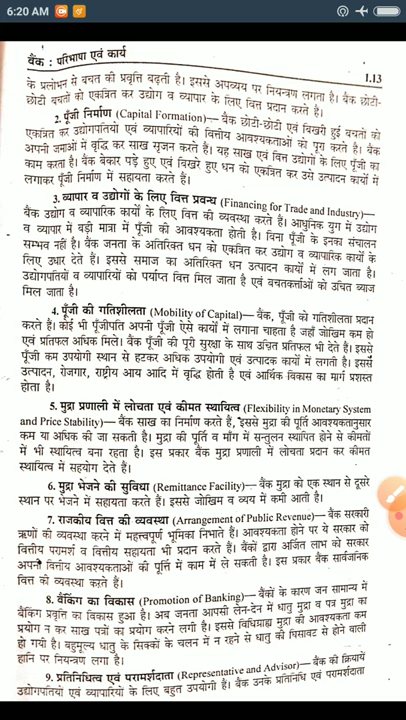 6:20 AM
बैंक : परिभाषा एवं कार्य
1.13
के प्रलोभन से बचत की प्रवृत्ति बढ़ती है। इससे अपव्यय पर नियन्त्रण लगता है। बैंक छोटी-
छोटी बचतों को एकत्रित कर उद्योग व व्यापार के लिए वित्त प्रदान करते है।
2. पूँजी निर्माण (Capital Formation)— बैंक छोटी-छोटी एवं बिखरी हुई बचतों को
एकत्रित कर उद्योगपतियो एवं व्यापारियों की वित्तीय आवश्यकताओं को पूरा करते है। बैंक
अपनी जमाओं में वृद्धि कर साख सृजन करते है। यह साख एवं वित्त उद्योगों के लिए पूँजी का
काम करता है। बैंक बेकार पड़े हुए एवं बिखरे हुए धन को एकत्रित कर उसे उत्पादन कार्यों में
लगाकर पूँजी निर्माण में सहायता करते हैं।
3. व्यापार व उद्योगों के लिए वित्त प्रवन्ध (Financing for Trade and Industry)—
बैंक उद्योग व व्यापारिक कार्यो के लिए वित्त की व्यवस्था करते हैं। आधुनिक युग में उद्योग
व व्यापार में बड़ी मात्रा में पूँजी की आवश्यकता होती है। विना पूँजी के इनका संचालन
सम्भव नहीं है। बैंक जनता के अतिरिक्त धन को एकत्रित कर उद्योग व व्यापारिक कार्यों के
लिए उधार देते हैं। इससे समाज का अतिरिक्त धन उत्पादन कार्यों में लग जाता है।
उद्योगपतियों व व्यापारियों को पर्याप्त वित्त मिल जाता है एवं बचतकर्त्ताओं को उचित ब्याज
मिल जाता है।
4. पूँजी की गतिशीलता (Mobility of Capital)— बैंक, पूँजी को गतिशीलता प्रदान
करते हैं। कोई भी पूँजीपति अपनी पूँजी ऐसे कार्यो में लगाना चाहता है जहाँ जोखिम कम हो
एवं प्रतिफल अधिक मिले। बैंक पूँजी की पूरी सुरक्षा के साथ उचित प्रतिफल भी देते हैं। इससे
पूँजी कम उपयोगी स्थान से हटकर अधिक उपयोगी एवं उत्पादक कार्यों में लगती है। इससे
उत्पादन, रोजगार, राष्ट्रीय आय आदि में वृद्धि होती है एवं आर्थिक विकास का मार्ग प्रशस्त
होता है।
5. मुद्रा प्रणाली में लोचता एवं कीमत स्थायित्व (Flexibility in Monetary System
and Price Stability)— बैंक साख का निर्माण करते हैं, इससे मुद्रा की पूर्ति आवश्यकतानुसार
कम या अधिक की जा सकती है। मुद्रा की पूर्ति व माँग में सन्तुलन स्थापित होने से कीमतों
में भी स्थायित्व बना रहता है। इस प्रकार बैंक मुद्रा प्रणाली में लोचता प्रदान कर कीमत
स्थायित्व में सहयोग देते हैं।
6. मुद्रा भेजने की सुविधा (Remittance Facility)— बैंक मुद्रा को एक स्थान से दूसरे
स्थान पर भेजने में सहायता करते हैं। इससे जोखिम व व्यय में कमी आती है।
7. राजकीय वित्त की व्यवस्था (Arrangement of Public Revenue)— बैंक सरकारी
ऋणों की व्यवस्था करने में महत्त्वपूर्ण भूमिका निभाते हैं। आवश्यकता होने पर ये सरकार को
वित्तीय परामर्श व वित्तीय सहायता भी प्रदान करते हैं। बैंकों द्वारा अर्जित लाभ को सरकार
अपनी वित्तीय आवश्यकताओं की पूर्त्ति में काम में ले सकती है। इस प्रकार बैंक सार्वजनिक
वित्त की व्यवस्था करते हैं।
8. बैंकिंग का विकास (Promotion of Banking)— बैंकों के कारण जन सामान्य में
बैंकिंग प्रवृत्ति का विकास हुआ है। अब जनता आपसी लेन-देन में धातु मुद्रा व पत्र मुद्रा का
प्रयोग न कर साख पत्रों का प्रयोग करने लगी है। इससे विधिग्राह्य मुद्रा की आवश्यकता कम
हो गयी है। बहुमूल्य धातु के सिक्कों के चलन में न रहने से धातु की घिसावट से होने वाली
हानि पर नियन्त्रण लगा है।
9. प्रतिनिधित्व एवं परामर्शदाता (Representative and Advisor)— बैंक की क्रियायें
उद्योगपतियों एवं व्यापारियों के लिए बहुत उपयोगी हैं। बैंक उनके प्रतिनिधि एवं परामर्शदाता